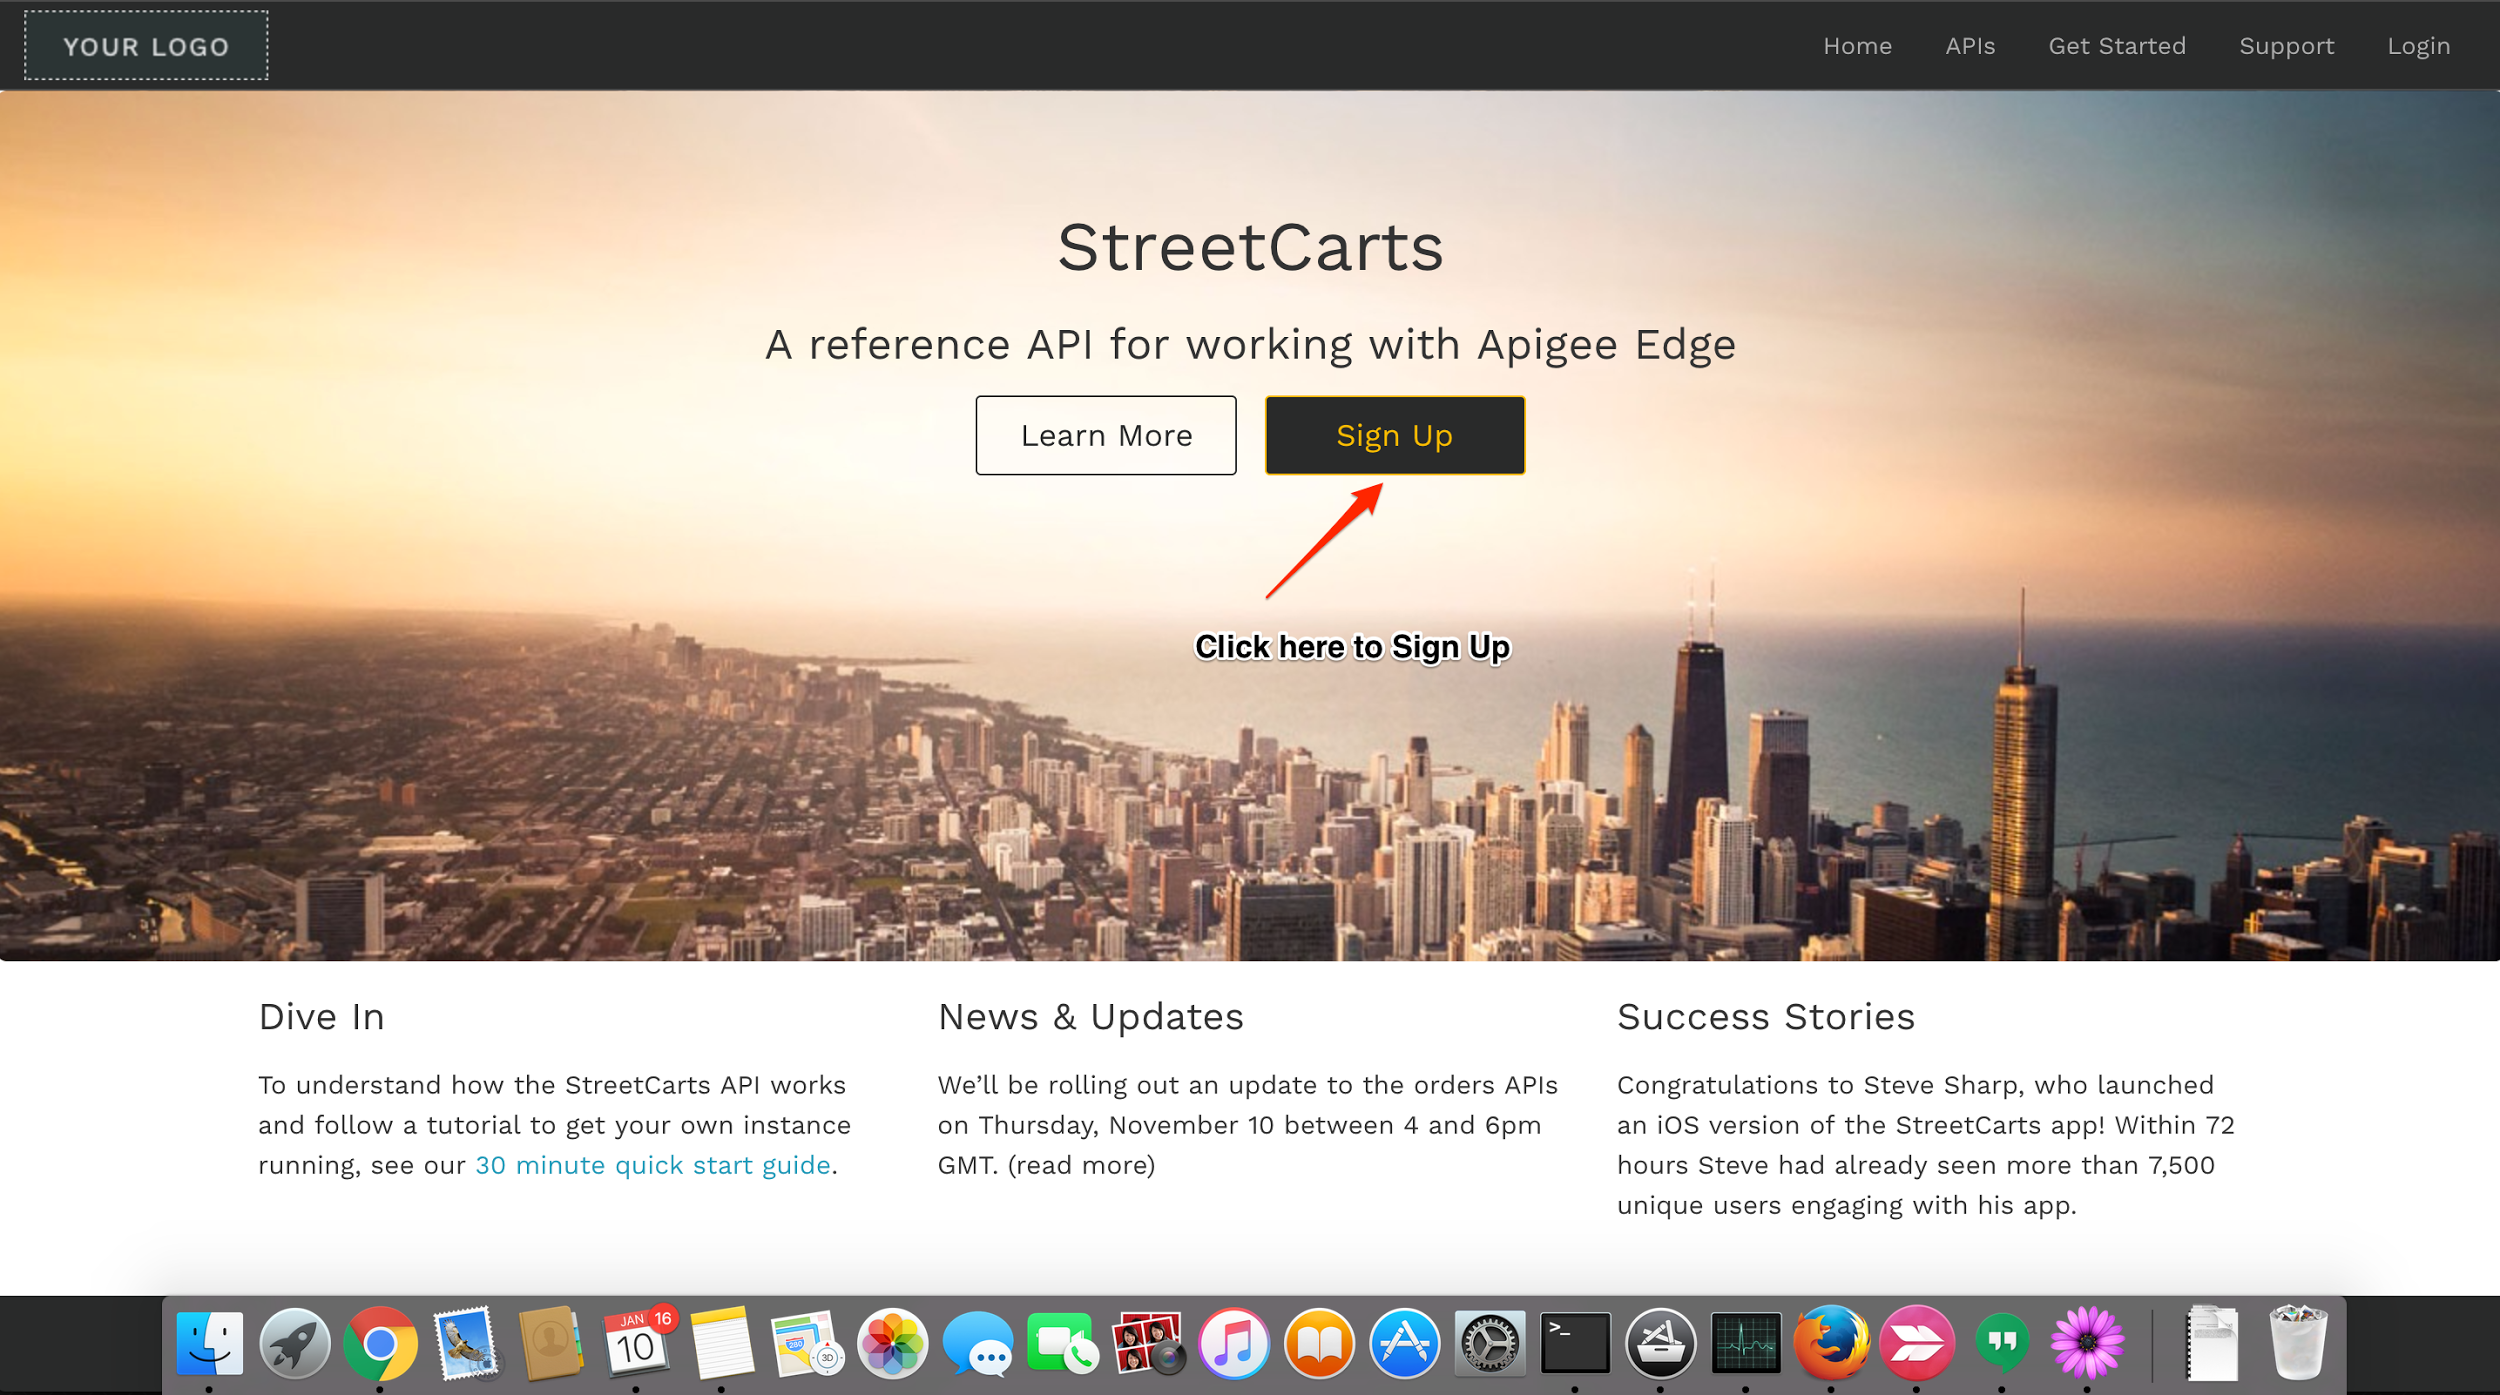 YOUR LOGO
Home APIs Get Started Support Login
StreetCarts
A reference API for working with Apigee Edge
Learn More Sign Up
Click here to Sign Up
Dive In
To understand how the StreetCarts API works
and follow a tutorial to get your own instance
running, see our 30 minute quick start guide.
News & Updates
We’ll be rolling out an update to the orders APIs
on Thursday, November 10 between 4 and 6pm
GMT. (read more)
Success Stories
Congratulations to Steve Sharp, who launched
an iOS version of the StreetCarts app! Within 72
hours Steve had already seen more than 7,500
unique users engaging with his app.
JAN 16
10
280
3D
>_